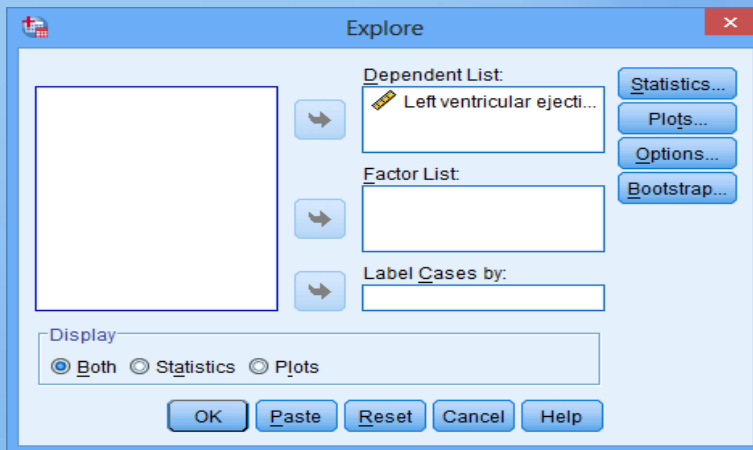 Explore
Dependent List:
Left ventricular ejecti...
Factor List:
Label Cases by:
Statistics...
Plots...
Options...
Bootstrap...
Display
Both Statistics Plots
OK Paste Reset Cancel Help